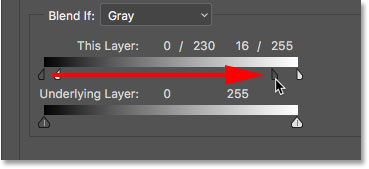 Blend If: Gray
This Layer: 0 / 230 16 / 255
Underlying Layer: 0 255